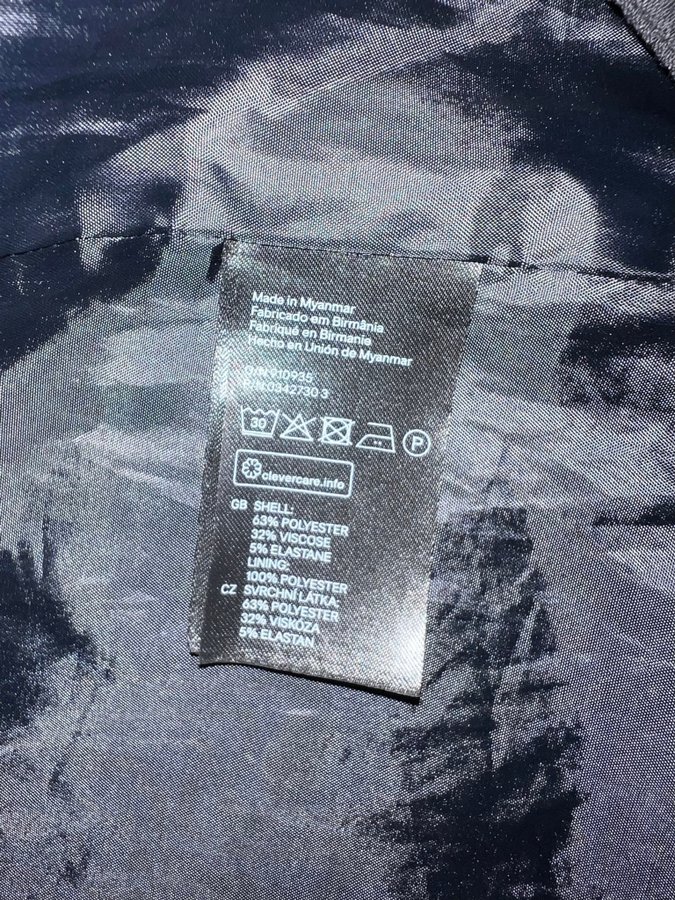 Made in Myanmar
Fabricado em Birmânia
Fabriqué en Birmanie
Hecho en Unión de Myanmar
O/N:910935
P/N:0342730 3
30 P
clevercare.info
GB SHELL:
63% POLYESTER
32% VISCOSE
5% ELASTANE
LINING:
100% POLYESTER
CZ SVRCHNÍ LÁTKA:
63% POLYESTER
32% VISKÓZA
5% ELASTAN